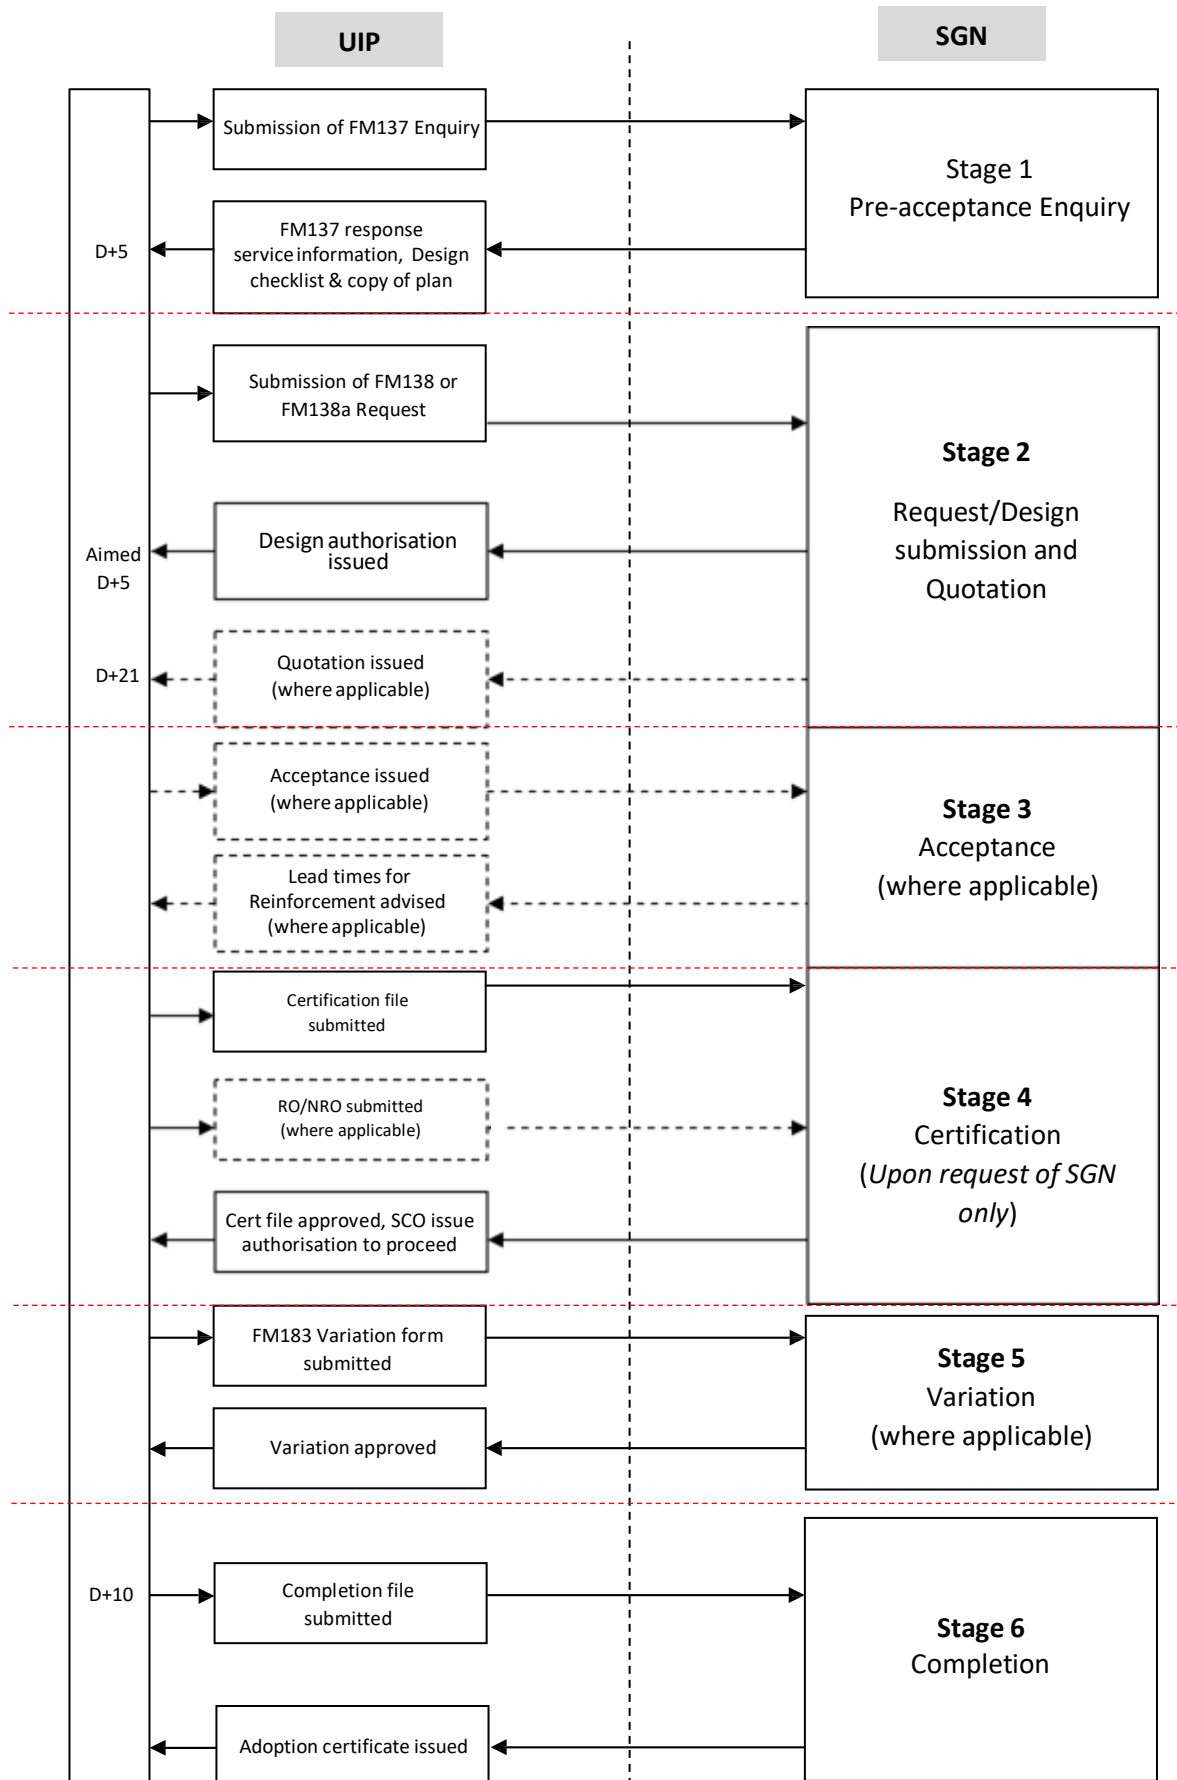 UIP
SGN
Submission of FM137 Enquiry
Stage 1
Pre-acceptance Enquiry
D+5
FM137 response
service information, Design
checklist & copy of plan
Submission of FM138 or
FM138a Request
Stage 2
Request/Design
submission and
Quotation
Aimed
D+5
Design authorisation
issued
D+21
Quotation issued
(where applicable)
Acceptance issued
(where applicable)
Stage 3
Acceptance
(where applicable)
Lead times for
Reinforcement advised
(where applicable)
Certification file
submitted
RO/NRO submitted
(where applicable)
Stage 4
Certification
(Upon request of SGN
only)
Cert file approved, SCO issue
authorisation to proceed
FM183 Variation form
submitted
Stage 5
Variation
(where applicable)
Variation approved
D+10
Completion file
submitted
Stage 6
Completion
Adoption certificate issued